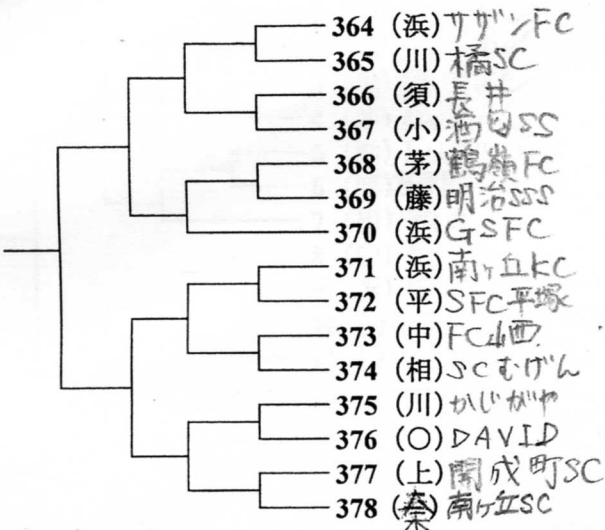 364 (浜) サザンFC
365 (川) 橘SC
366 (須) 長井
367 (小) 酒匂SS
368 (茅) 鶴嶺FC
369 (藤) 明治SSS
370 (浜) GSFC
371 (浜) 南ヶ丘KC
372 (平) SFC平塚
373 (中) FC山西
374 (相) SCむげん
375 (川) かじがや
376 (〇) DAVID
377 (上) 開成町SC
378 (秦) 南ヶ丘SC